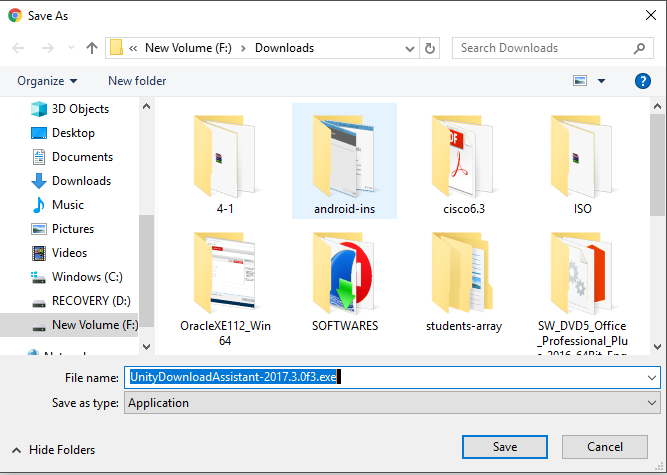 Save As
« New Volume (F:) › Downloads
Search Downloads
Organize
New folder
3D Objects
Desktop
Documents
Downloads
Music
Pictures
Videos
Windows (C:)
RECOVERY (D:)
New Volume (F:)
4-1
android-ins
cisco6.3
ISO
OracleXE112_Win
64
SOFTWARES
students-array
SW_DVD5_Office
_Professional_Plu
File name:
UnityDownloadAssistant-2017.3.0f3.exe
Save as type:
Application
Hide Folders
Save
Cancel